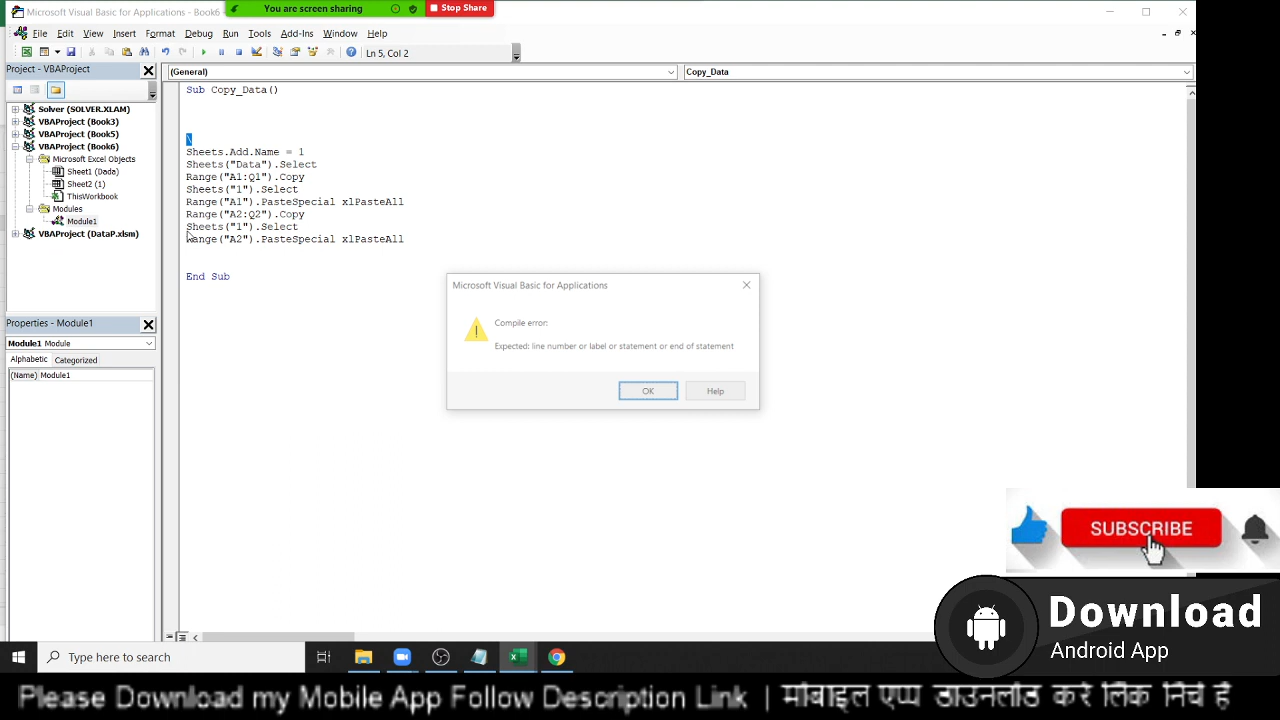 Microsoft Visual Basic for Applications - Book6 -
You are screen sharing
Stop Share
File Edit View Insert Format Debug Run Tools Add-Ins Window Help
Ln 5, Col 2
Project - VBAProject
(General)
Copy_Data
Solver (SOLVER.XLAM)
VBAProject (Book3)
VBAProject (Book5)
VBAProject (Book6)
Microsoft Excel Objects
Sheet1 (Dada)
Sheet2 (1)
ThisWorkbook
Modules
Module1
VBAProject (DataP.xlsm)
Sub Copy_Data()
\
Sheets.Add.Name = 1
Sheets("Data").Select
Range("A1:Q1").Copy
Sheets("1").Select
Range("A1").PasteSpecial xlPasteAll
Range("A2:Q2").Copy
Sheets("1").Select
Range("A2").PasteSpecial xlPasteAll
End Sub
Microsoft Visual Basic for Applications
Compile error:
Expected: line number or label or statement or end of statement
OK
Help
Properties - Module1
Module1 Module
Alphabetic Categorized
(Name) Module1
SUBSCRIBE
Download
Android App
Type here to search
Please Download my Mobile App Follow Description Link | मोबाइल एप्प डाउनलोड करे लिंक निचे है